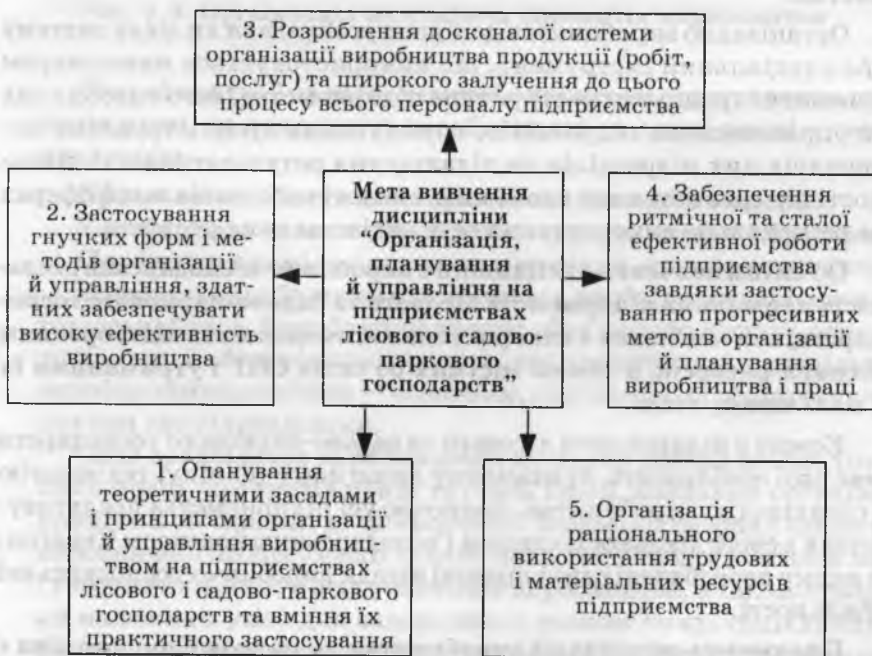 3. Розроблення досконалої системи
організації виробництва продукції (робіт,
послуг) та широкого залучення до цього
процесу всього персоналу підприємства
2. Застосування
гнучких форм і ме-
тодів організації
й управління, здат-
них забезпечувати
високу ефективність
виробництва
Мета вивчення
дисципліни
“Організація,
планування
й управління на
підприємствах
лісового і садово-
паркового
господарств”
4. Забезпечення
ритмічної та сталої
ефективної роботи
підприємства
завдяки застосу-
ванню прогресивних
методів організації
й планування
виробництва і праці
1. Опанування
теоретичними засадами
і принципами організації
й управління виробниц-
твом на підприємствах
лісового і садово-паркового
господарств та вміння їх
практичного застосування
5. Організація
раціонального
використання трудових
і матеріальних ресурсів
підприємства